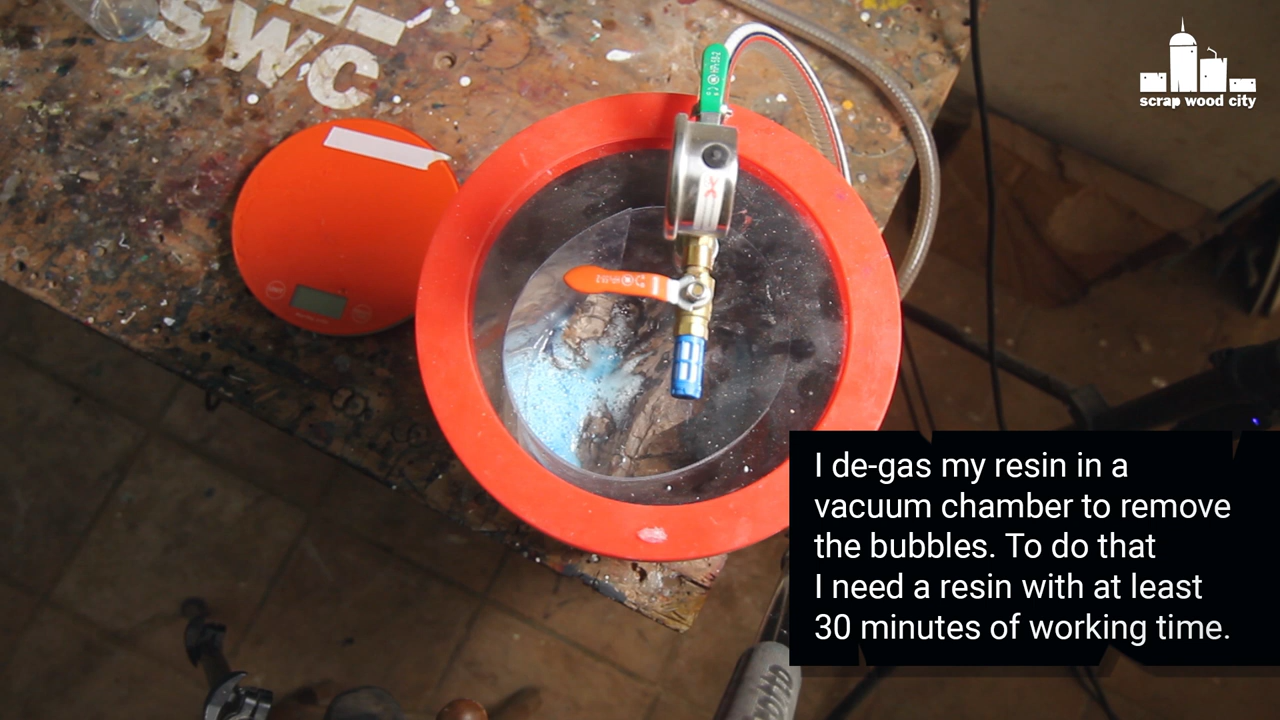 SWC
scrap wood city
I de-gas my resin in a
vacuum chamber to remove
the bubbles. To do that
I need a resin with at least
30 minutes of working time.